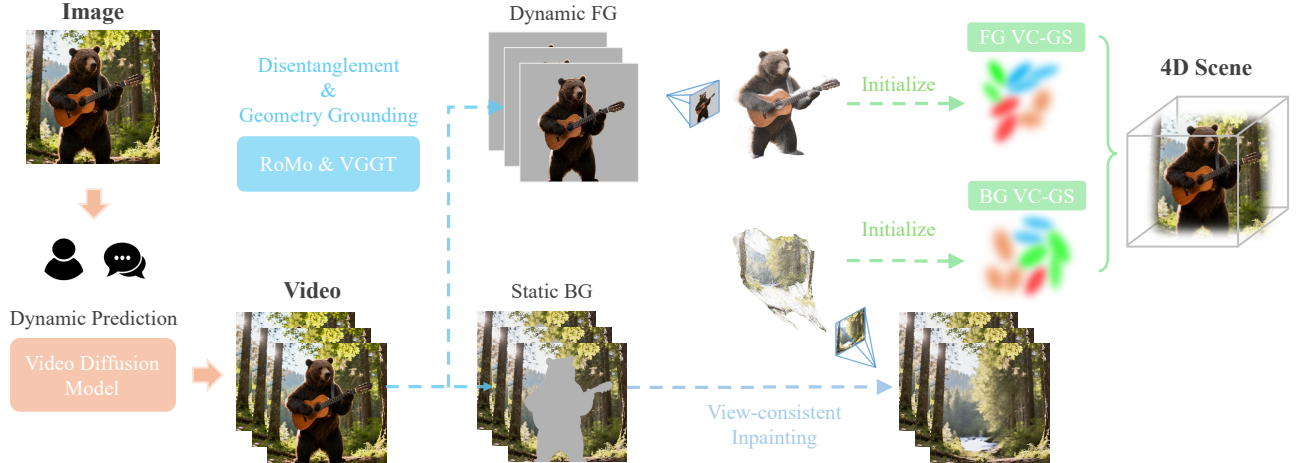 Image
Dynamic Prediction
Video Diffusion
Model
Video
Disentanglement
&
Geometry Grounding
RoMo & VGGT
Dynamic FG
Static BG
View-consistent
Inpainting
Initialize
Initialize
FG VC-GS
BG VC-GS
4D Scene